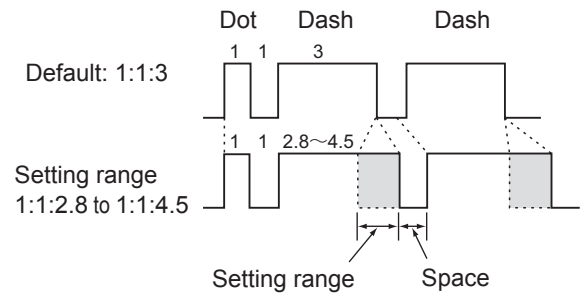 Dot Dash Dash
1 1 3
Default: 1:1:3
1 1 2.8～4.5
Setting range
1:1:2.8 to 1:1:4.5
Setting range Space